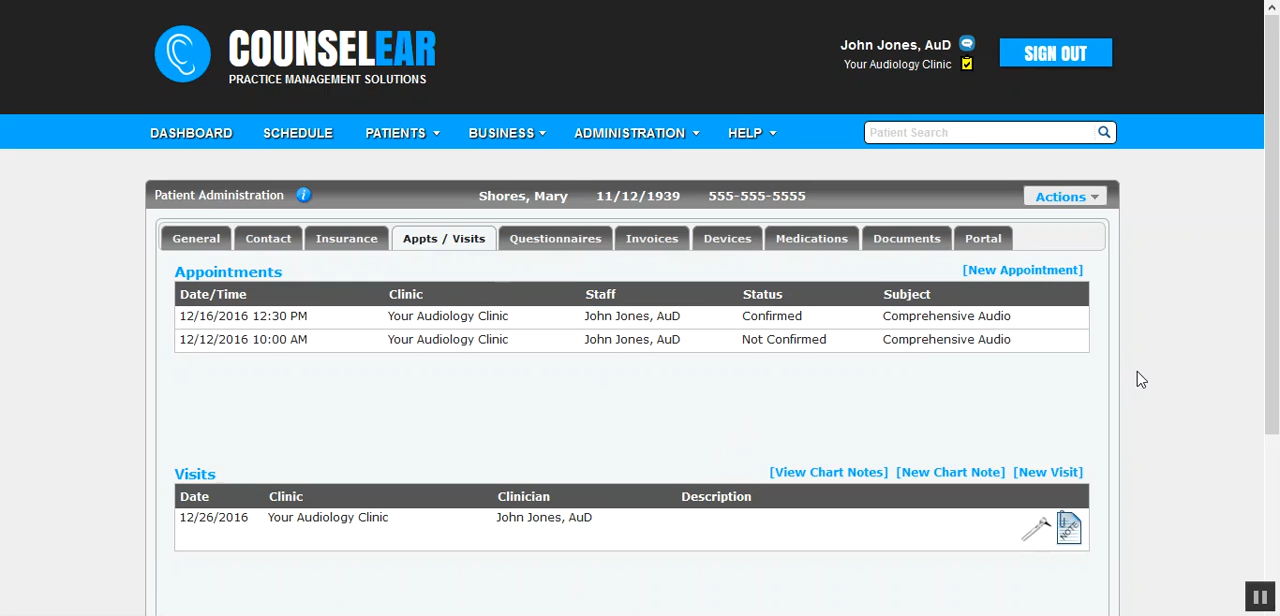 COUNSELEAR
PRACTICE MANAGEMENT SOLUTIONS
John Jones, AuD
Your Audiology Clinic
SIGN OUT
DASHBOARD SCHEDULE PATIENTS BUSINESS ADMINISTRATION HELP Patient Search
Patient Administration i Shores, Mary 11/12/1939 555-555-5555 Actions
General Contact Insurance Appts / Visits Questionnaires Invoices Devices Medications Documents Portal
Appointments [New Appointment]
Date/Time Clinic Staff Status Subject
12/16/2016 12:30 PM Your Audiology Clinic John Jones, AuD Confirmed Comprehensive Audio
12/12/2016 10:00 AM Your Audiology Clinic John Jones, AuD Not Confirmed Comprehensive Audio
Visits [View Chart Notes] [New Chart Note] [New Visit]
Date Clinic Clinician Description
12/26/2016 Your Audiology Clinic John Jones, AuD NOTE